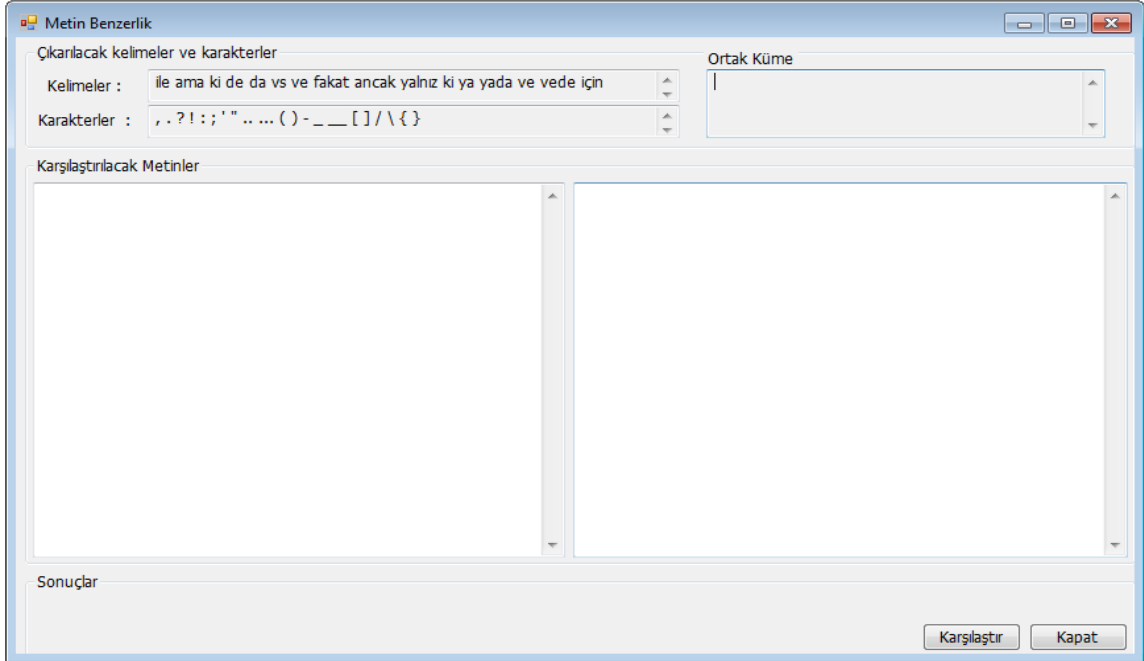 Metin Benzerlik
Çıkarılacak kelimeler ve karakterler
Kelimeler :
ile ama ki de da vs ve fakat ancak yalnız ki ya yada ve vede için
Karakterler :
, . ? ! : ; ' " .. ... ( ) - _ __ [ ] / \ { }
Ortak Küme
Karşılaştırılacak Metinler
Sonuçlar
Karşılaştır
Kapat